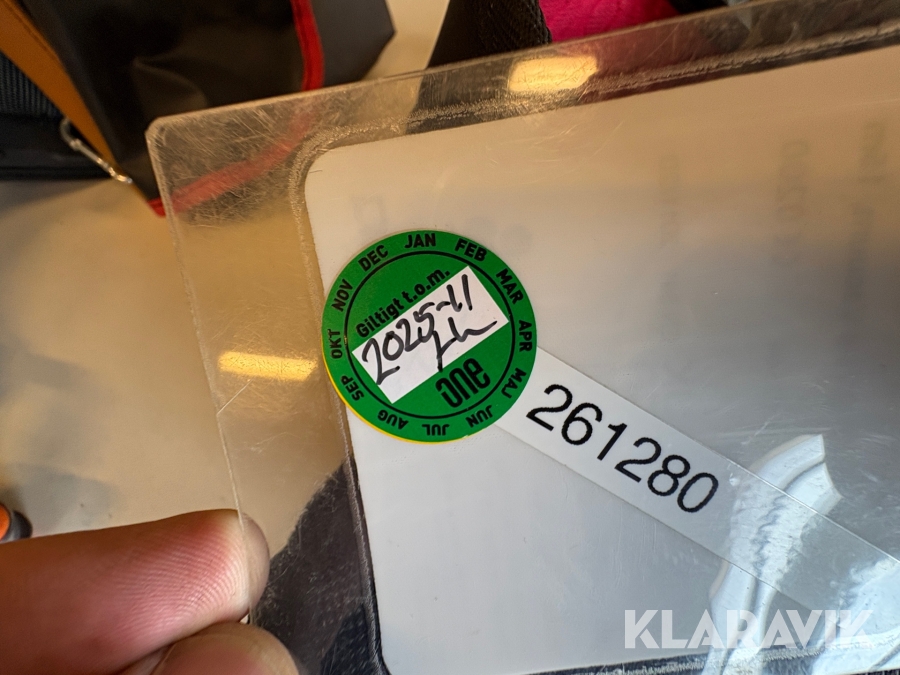 JAN FEB MAR APR MAJ JUN JUL AUG SEP OKT NOV DEC
Giltigt t.o.m.
2025-11
one
261280
KLARAVIK